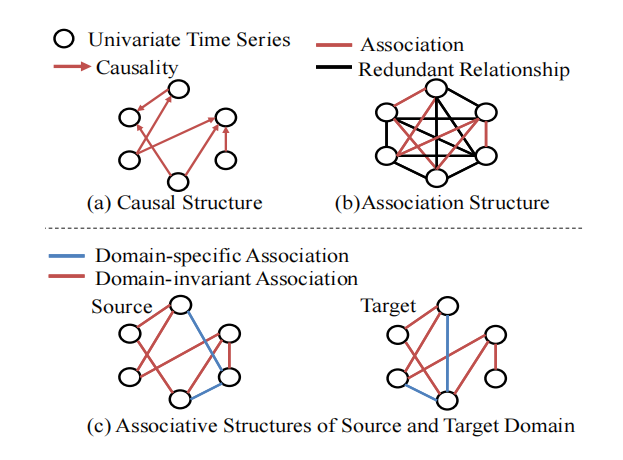 Univariate Time Series
Causality
(a) Causal Structure
Association
Redundant Relationship
(b)Association Structure
Domain-specific Association
Domain-invariant Association
Source
Target
(c) Associative Structures of Source and Target Domain